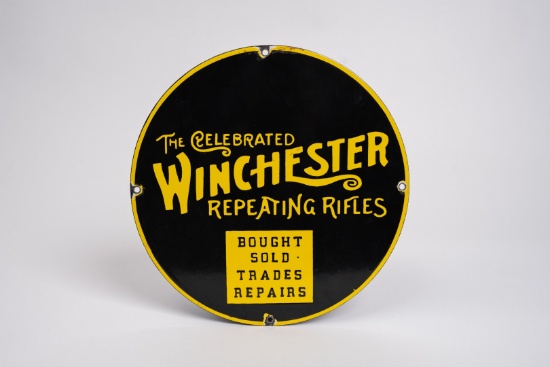 The Celebrated
Winchester
Repeating Rifles
BOUGHT
SOLD ·
TRADES
REPAIRS